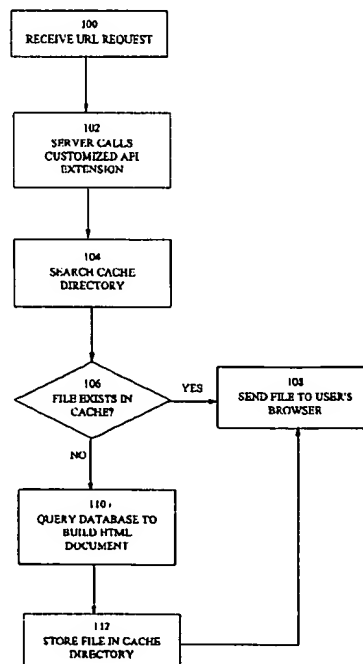 100
RECEIVE URL REQUEST
102
SERVER CALLS
CUSTOMIZED API
EXTENSION
104
SEARCH CACHE
DIRECTORY
106
FILE EXISTS IN
CACHE?
YES
108
SEND FILE TO USER'S
BROWSER
NO
110
QUERY DATABASE TO
BUILD HTML
DOCUMENT
112
STORE FILE IN CACHE
DIRECTORY